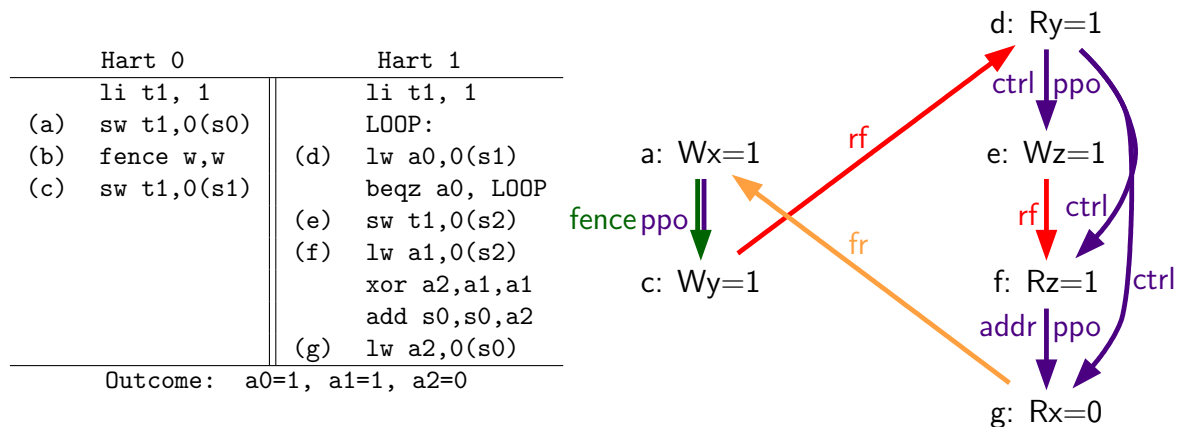 Hart 0 Hart 1
li t1, 1 li t1, 1
(a) sw t1,0(s0) LOOP:
(b) fence w,w (d) lw a0,0(s1)
(c) sw t1,0(s1) beqz a0, LOOP
(e) sw t1,0(s2)
(f) lw a1,0(s2)
xor a2,a1,a1
add s0,s0,a2
(g) lw a2,0(s0)
Outcome: a0=1, a1=1, a2=0
d: Ry=1
ctrl ppo
rf
a: Wx=1 e: Wz=1
fence ppo
rf ctrl
fr
c: Wy=1 f: Rz=1 ctrl
addr ppo
g: Rx=0